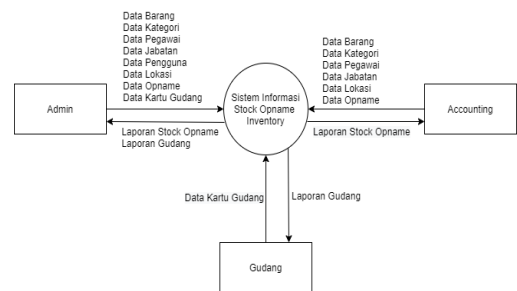 Data Barang
Data Kategori
Data Pegawai
Data Jabatan
Data Pengguna
Data Lokasi
Data Opname
Data Kartu Gudang
Data Barang
Data Kategori
Data Pegawai
Data Jabatan
Data Lokasi
Data Opname
Admin
Sistem Informasi
Stock Opname
Inventory
Accounting
Laporan Stock Opname
Laporan Gudang
Laporan Stock Opname
Data Kartu Gudang
Laporan Gudang
Gudang